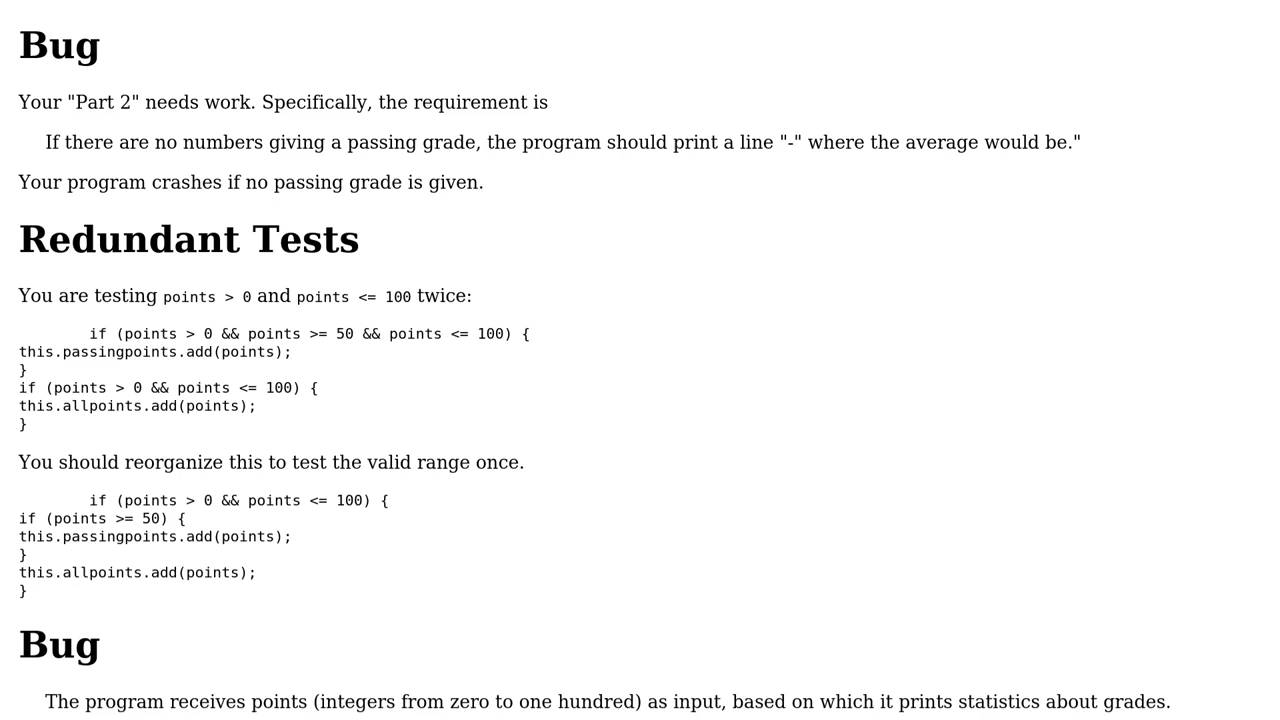 Bug
Your "Part 2" needs work. Specifically, the requirement is
If there are no numbers giving a passing grade, the program should print a line "-" where the average would be."
Your program crashes if no passing grade is given.
Redundant Tests
You are testing points > 0 and points <= 100 twice:
if (points > 0 && points >= 50 && points <= 100) {
this.passingpoints.add(points);
}
if (points > 0 && points <= 100) {
this.allpoints.add(points);
}
You should reorganize this to test the valid range once.
if (points > 0 && points <= 100) {
if (points >= 50) {
this.passingpoints.add(points);
}
this.allpoints.add(points);
}
Bug
The program receives points (integers from zero to one hundred) as input, based on which it prints statistics about grades.